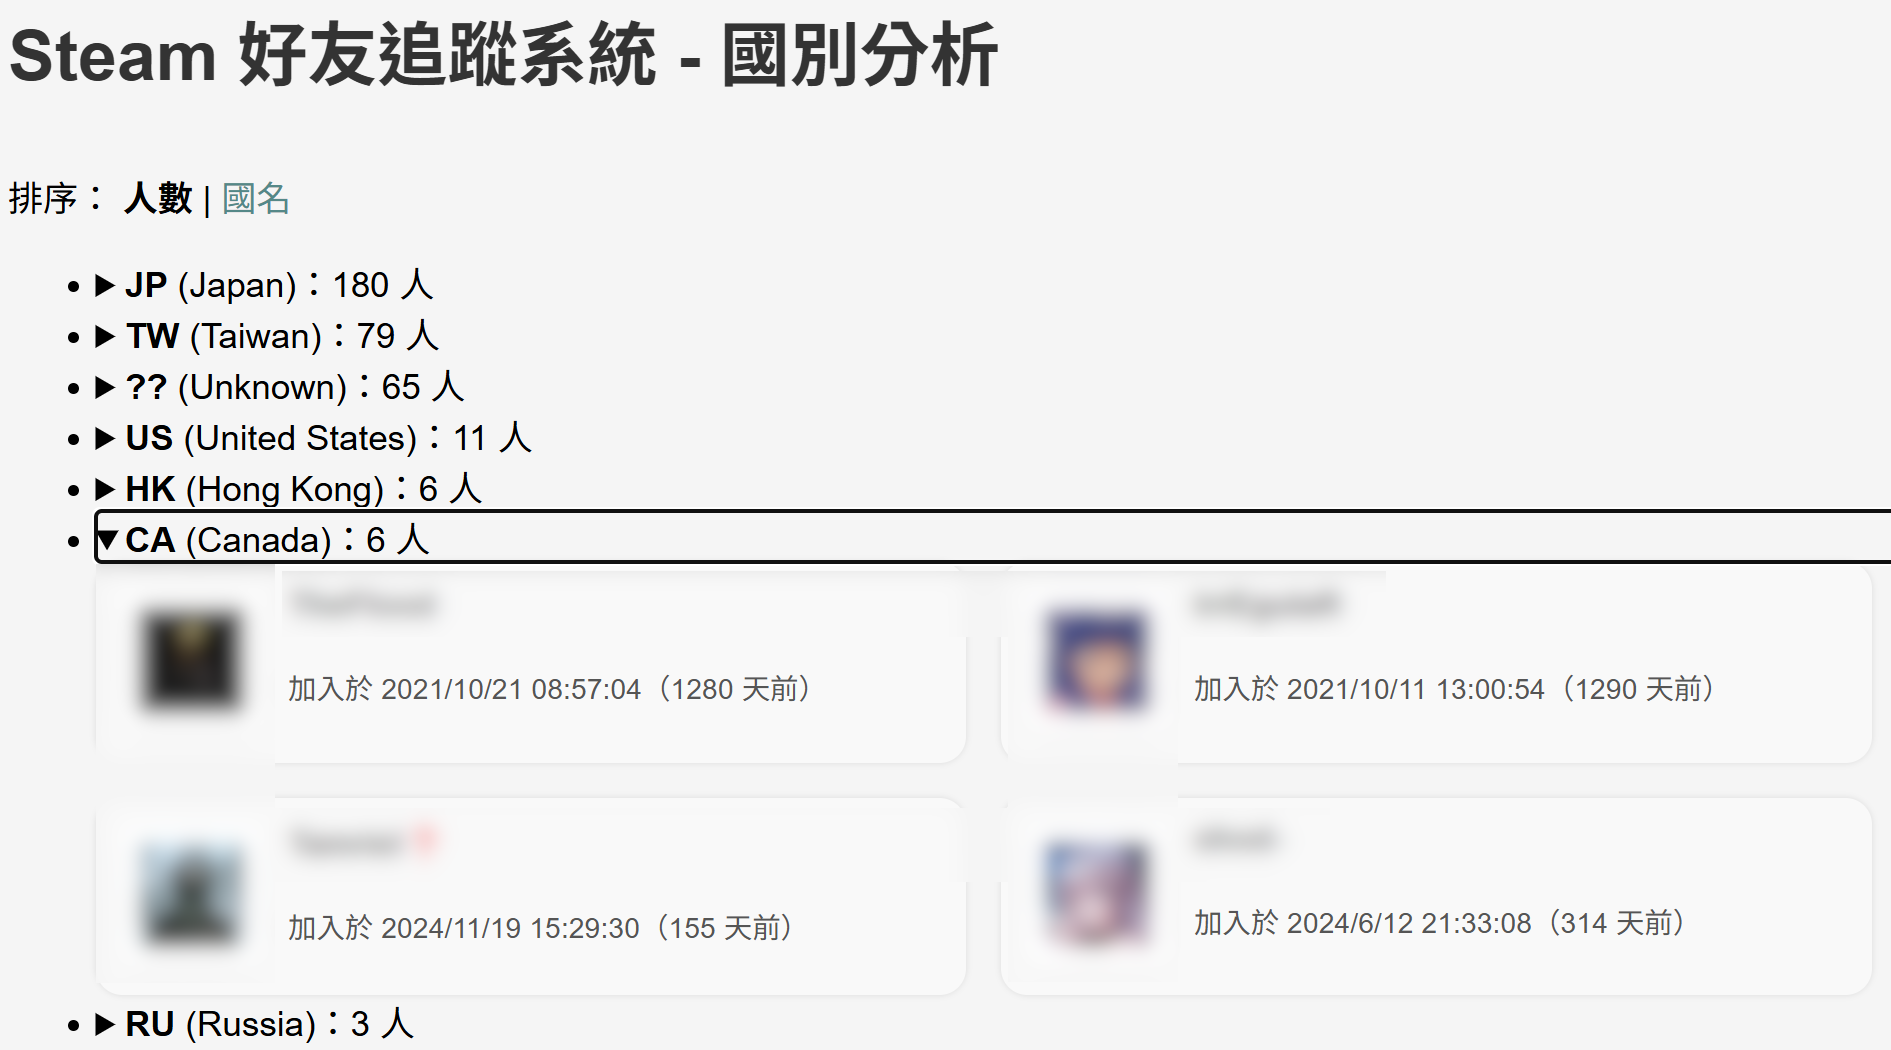 Steam 好友追蹤系統 - 國別分析
排序： 人數 | 國名
JP (Japan)：180 人
TW (Taiwan)：79 人
?? (Unknown)：65 人
US (United States)：11 人
HK (Hong Kong)：6 人
CA (Canada)：6 人
加入於 2021/10/21 08:57:04（1280 天前）
加入於 2021/10/11 13:00:54（1290 天前）
加入於 2024/11/19 15:29:30（155 天前）
加入於 2024/6/12 21:33:08（314 天前）
RU (Russia)：3 人